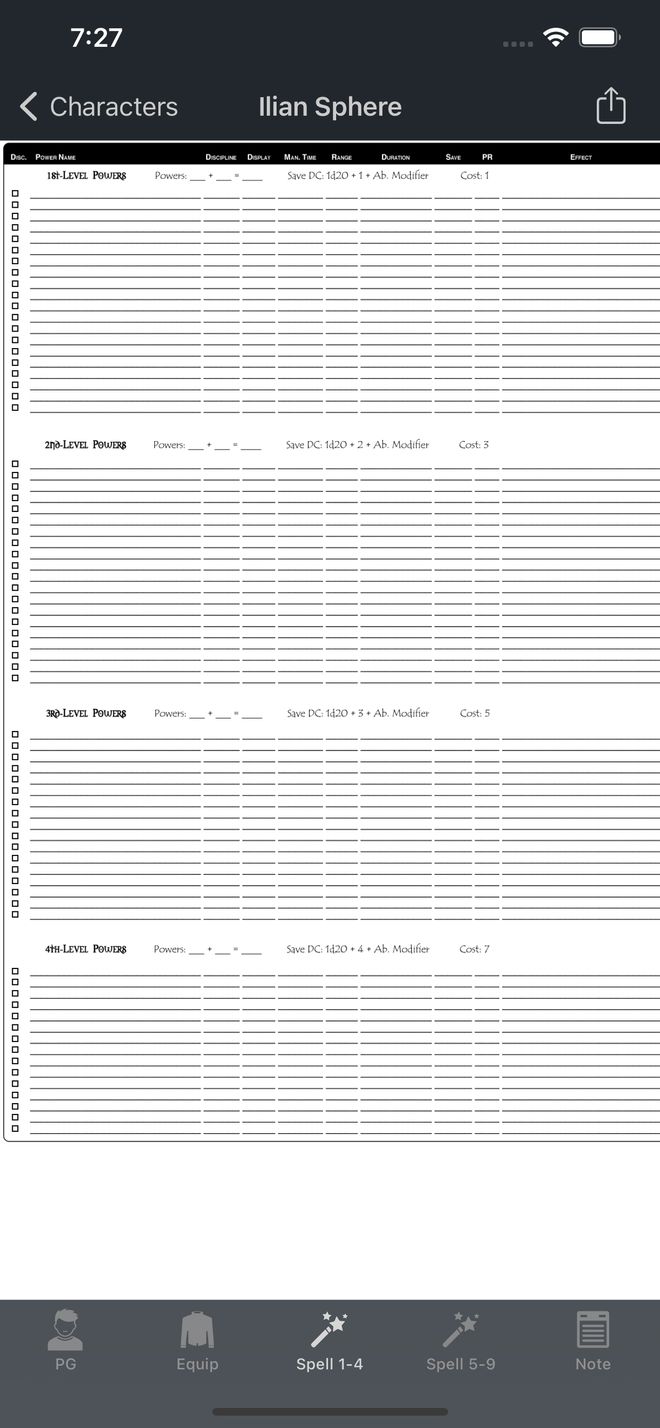 7:27
Characters
Ilian Sphere
Disc. Power Name Discipline Display Man. Time Range Duration Save PR Effect
1st-Level Powers Powers: ___ + ___ = ____ Save DC: 1d20 + 1 + Ab. Modifier Cost: 1
2nd-Level Powers Powers: ___ + ___ = ____ Save DC: 1d20 + 2 + Ab. Modifier Cost: 3
3rd-Level Powers Powers: ___ + ___ = ____ Save DC: 1d20 + 3 + Ab. Modifier Cost: 5
4th-Level Powers Powers: ___ + ___ = ____ Save DC: 1d20 + 4 + Ab. Modifier Cost: 7
PG Equip Spell 1-4 Spell 5-9 Note